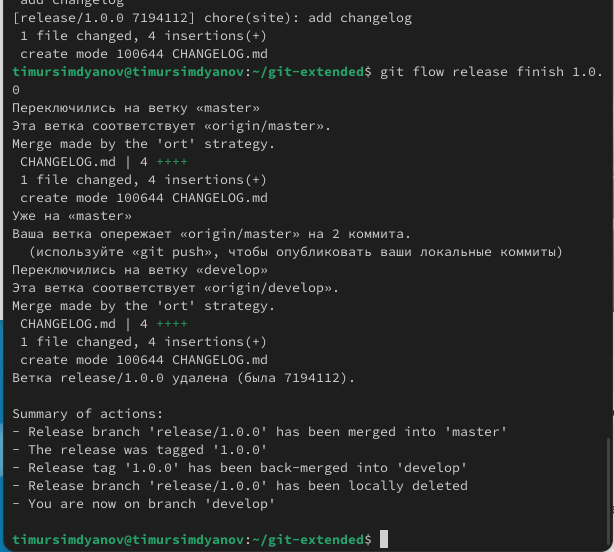 add changelog
[release/1.0.0 7194112] chore(site): add changelog
 1 file changed, 4 insertions(+)
 create mode 100644 CHANGELOG.md
timursimdyanov@timursimdyanov:~/git-extended$ git flow release finish 1.0.
0
Переключились на ветку «master»
Эта ветка соответствует «origin/master».
Merge made by the 'ort' strategy.
 CHANGELOG.md | 4 ++++
 1 file changed, 4 insertions(+)
 create mode 100644 CHANGELOG.md
Уже на «master»
Ваша ветка опережает «origin/master» на 2 коммита.
  (используйте «git push», чтобы опубликовать ваши локальные коммиты)
Переключились на ветку «develop»
Эта ветка соответствует «origin/develop».
Merge made by the 'ort' strategy.
 CHANGELOG.md | 4 ++++
 1 file changed, 4 insertions(+)
 create mode 100644 CHANGELOG.md
Ветка release/1.0.0 удалена (была 7194112).
Summary of actions:
- Release branch 'release/1.0.0' has been merged into 'master'
- The release was tagged '1.0.0'
- Release tag '1.0.0' has been back-merged into 'develop'
- Release branch 'release/1.0.0' has been locally deleted
- You are now on branch 'develop'
timursimdyanov@timursimdyanov:~/git-extended$